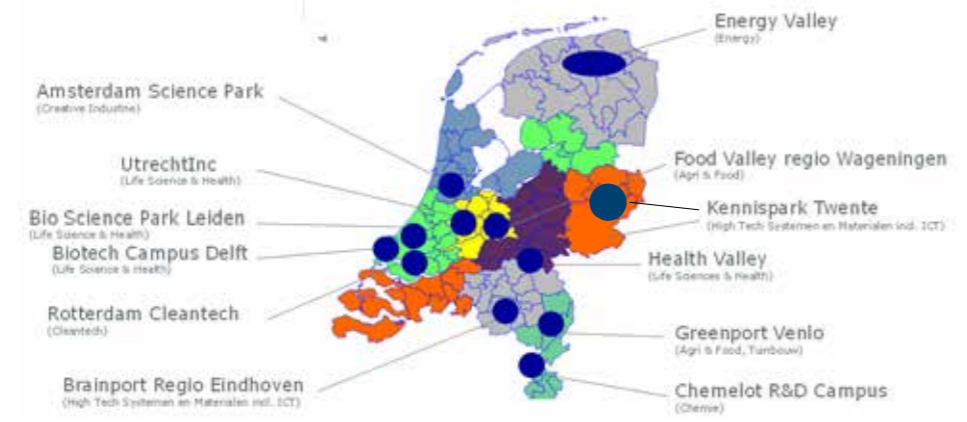 Energy Valley
(Energy)
Amsterdam Science Park
(Creative Industrie)
UtrechtInc
(Life Science & Health)
Food Valley regio Wageningen
(Agri & Food)
Bio Science Park Leiden
(Life Science & Health)
Kennispark Twente
(High Tech Systemen en Materialen incl. ICT)
Biotech Campus Delft
(Life Science & Health)
Health Valley
(Life Sciences & Health)
Rotterdam Cleantech
(Cleantech)
Greenport Venlo
(Agri & Food, Tuinbouw)
Brainport Regio Eindhoven
(High Tech Systemen en Materialen incl. ICT)
Chemelot R&D Campus
(Chemie)